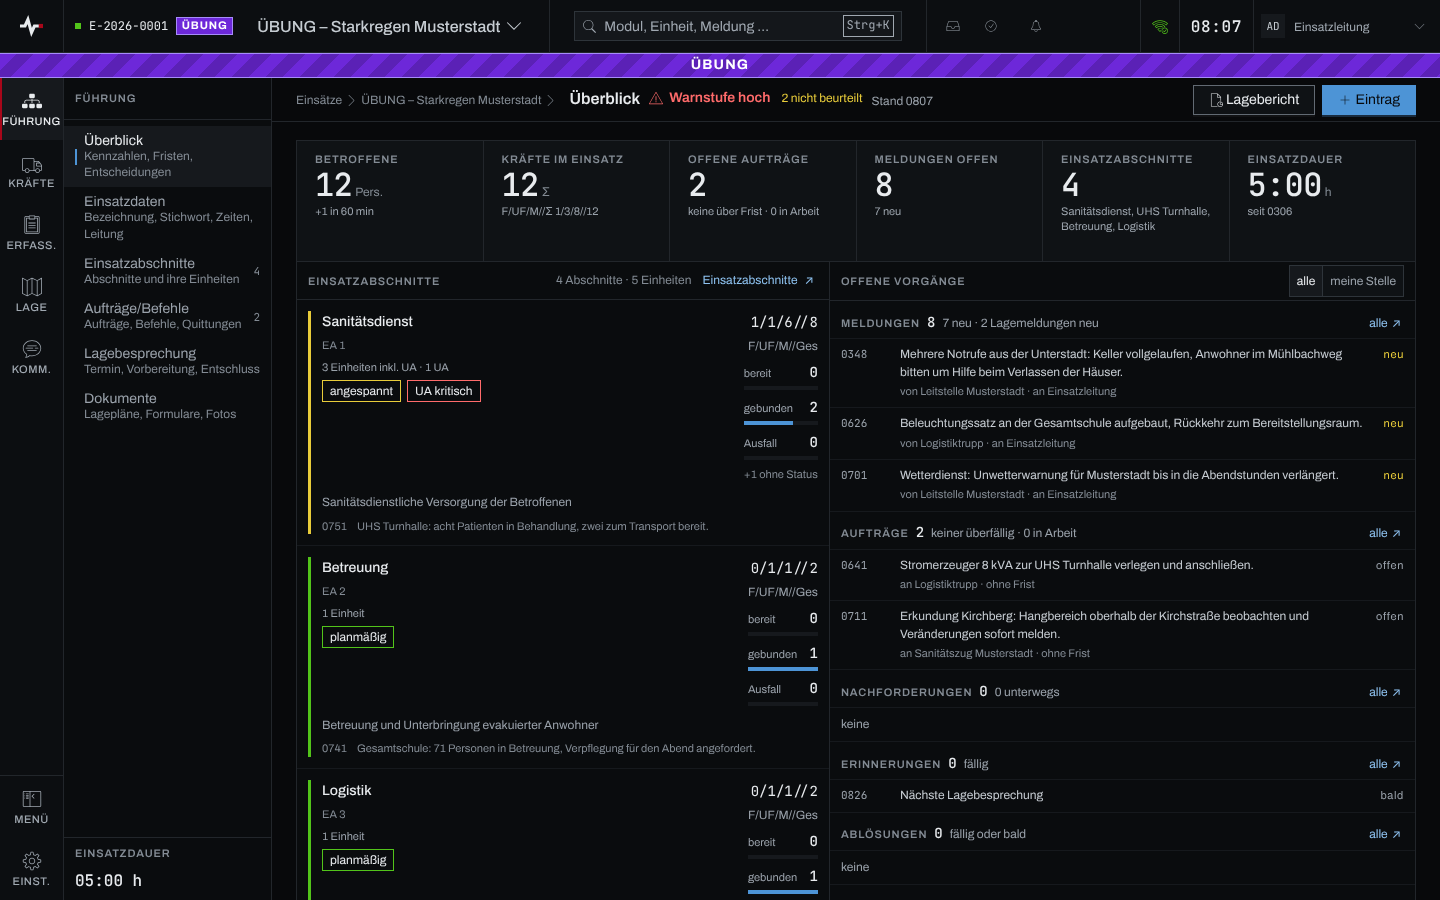 E-2026-0001 ÜBUNG ÜBUNG – Starkregen Musterstadt
Modul, Einheit, Meldung ... Strg+K
08:07 AD Einsatzleitung
ÜBUNG
FÜHRUNG
KRÄFTE
ERFASS.
LAGE
KOMM.
MENÜ
EINST.
FÜHRUNG
Überblick
Kennzahlen, Fristen,
Entscheidungen
Einsatzdaten
Bezeichnung, Stichwort, Zeiten,
Leitung
Einsatzabschnitte 4
Abschnitte und ihre Einheiten
Aufträge/Befehle 2
Aufträge, Befehle, Quittungen
Lagebesprechung
Termin, Vorbereitung, Entschluss
Dokumente
Lagepläne, Formulare, Fotos
EINSATZDAUER
05:00 h
Einsätze ÜBUNG – Starkregen Musterstadt Überblick Warnstufe hoch 2 nicht beurteilt Stand 0807
Lagebericht + Eintrag
BETROFFENE
12 Pers.
+1 in 60 min
KRÄFTE IM EINSATZ
12 Σ
F/UF/M//Σ 1/3/8//12
OFFENE AUFTRÄGE
2
keine über Frist · 0 in Arbeit
MELDUNGEN OFFEN
8
7 neu
EINSATZABSCHNITTE
4
Sanitätsdienst, UHS Turnhalle,
Betreuung, Logistik
EINSATZDAUER
5:00 h
seit 0306
EINSATZABSCHNITTE 4 Abschnitte · 5 Einheiten Einsatzabschnitte ↗
Sanitätsdienst 1/1/6//8
EA 1 F/UF/M//Ges
3 Einheiten inkl. UA · 1 UA
angespannt UA kritisch
bereit 0
gebunden 2
Ausfall 0
+1 ohne Status
Sanitätsdienstliche Versorgung der Betroffenen
0751 UHS Turnhalle: acht Patienten in Behandlung, zwei zum Transport bereit.
Betreuung 0/1/1//2
EA 2 F/UF/M//Ges
1 Einheit
planmäßig
bereit 0
gebunden 1
Ausfall 0
Betreuung und Unterbringung evakuierter Anwohner
0741 Gesamtschule: 71 Personen in Betreuung, Verpflegung für den Abend angefordert.
Logistik 0/1/1//2
EA 3 F/UF/M//Ges
1 Einheit
planmäßig
bereit 0
gebunden 1
OFFENE VORGÄNGE alle meine Stelle
MELDUNGEN 8 7 neu · 2 Lagemeldungen neu alle ↗
0348 Mehrere Notrufe aus der Unterstadt: Keller vollgelaufen, Anwohner im Mühlbachweg neu
bitten um Hilfe beim Verlassen der Häuser.
von Leitstelle Musterstadt · an Einsatzleitung
0626 Beleuchtungssatz an der Gesamtschule aufgebaut, Rückkehr zum Bereitstellungsraum. neu
von Logistiktrupp · an Einsatzleitung
0701 Wetterdienst: Unwetterwarnung für Musterstadt bis in die Abendstunden verlängert. neu
von Leitstelle Musterstadt · an Einsatzleitung
AUFTRÄGE 2 keiner überfällig · 0 in Arbeit alle ↗
0641 Stromerzeuger 8 kVA zur UHS Turnhalle verlegen und anschließen. offen
an Logistiktrupp · ohne Frist
0711 Erkundung Kirchberg: Hangbereich oberhalb der Kirchstraße beobachten und offen
Veränderungen sofort melden.
an Sanitätszug Musterstadt · ohne Frist
NACHFORDERUNGEN 0 0 unterwegs alle ↗
keine
ERINNERUNGEN 0 fällig alle ↗
0826 Nächste Lagebesprechung bald
ABLÖSUNGEN 0 fällig oder bald alle ↗
keine